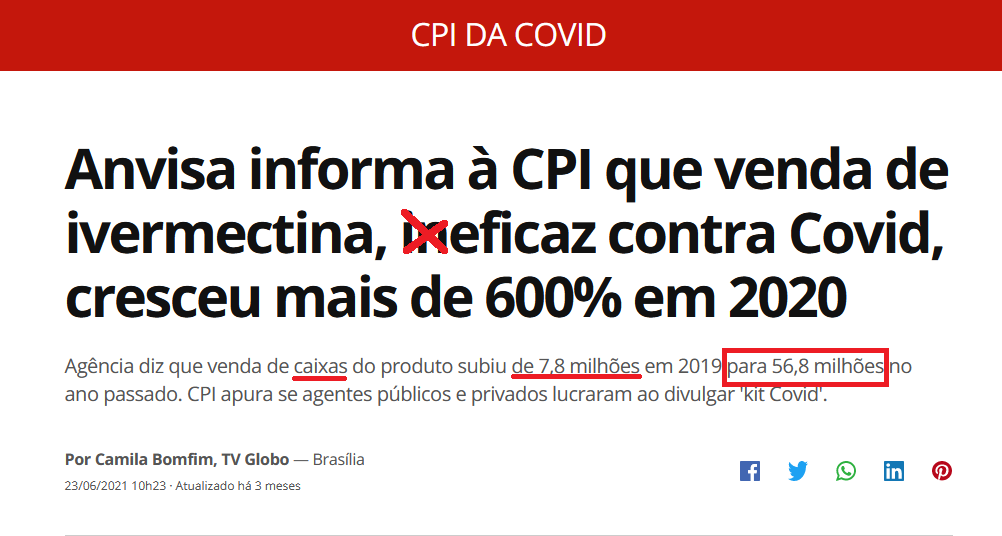 CPI DA COVID
Anvisa informa à CPI que venda de
ivermectina, ineficaz contra Covid,
cresceu mais de 600% em 2020
Agência diz que venda de caixas do produto subiu de 7,8 milhões em 2019 para 56,8 milhões no
ano passado. CPI apura se agentes públicos e privados lucraram ao divulgar 'kit Covid'.
Por Camila Bomfim, TV Globo — Brasília
23/06/2021 10h23 · Atualizado há 3 meses